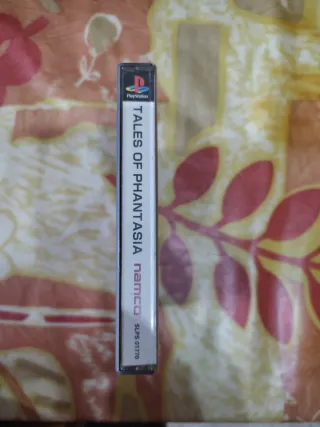 PlayStation
TALES OF PHANTASIA namco SLPS 01770